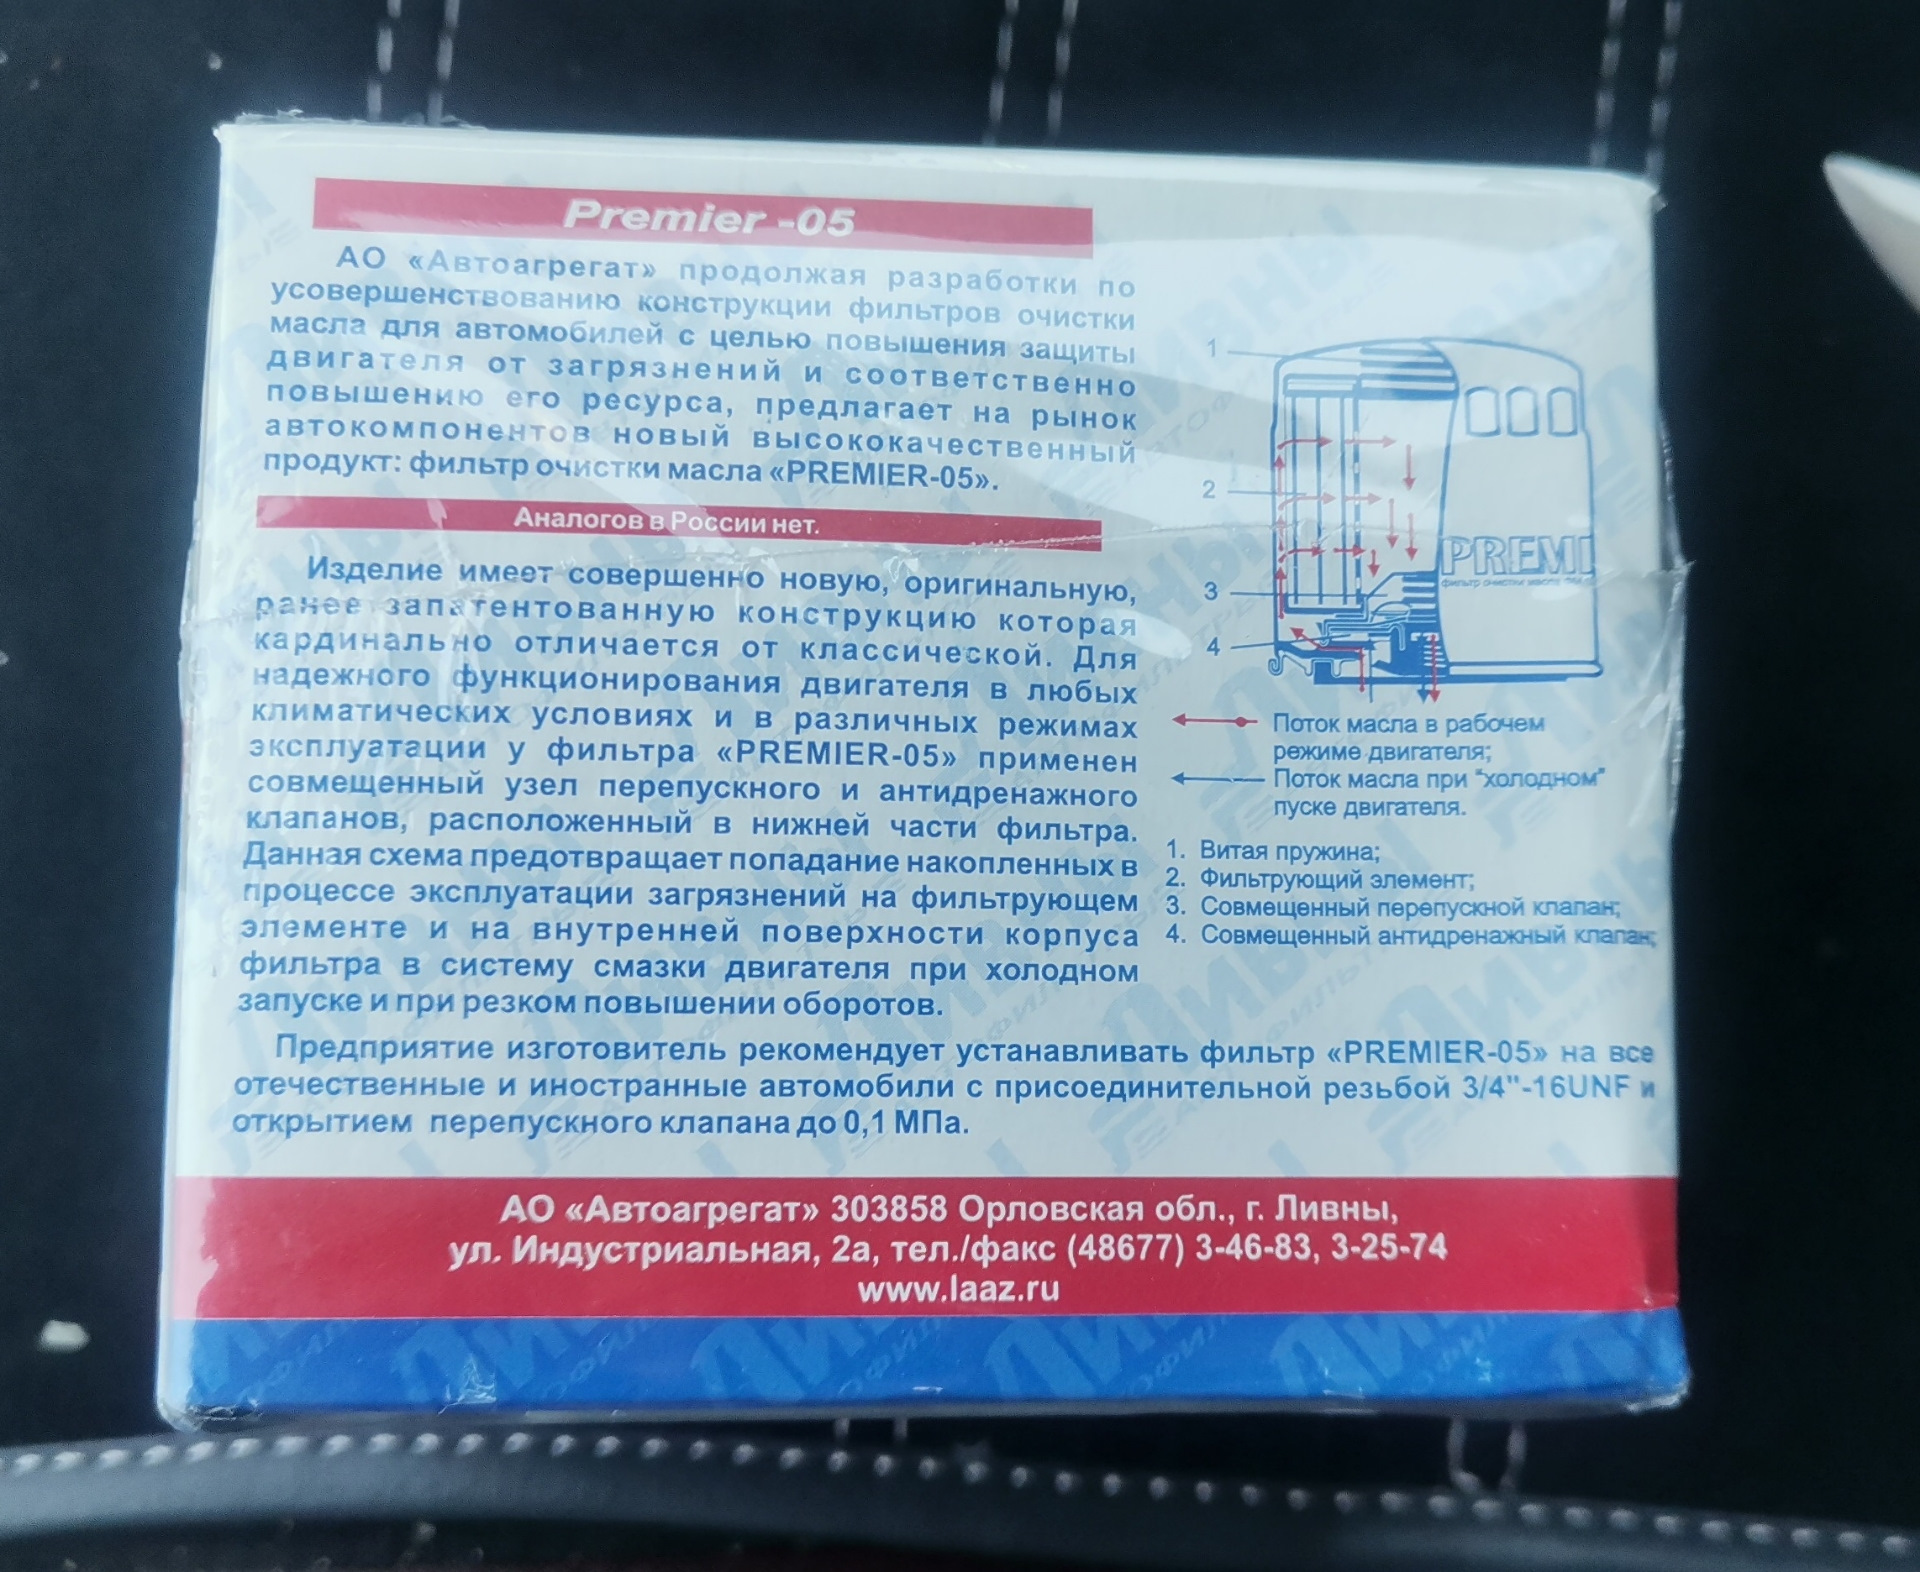 Premier -05
АО «Автоагрегат» продолжая разработки по
усовершенствованию конструкции фильтров очистки
масла для автомобилей с целью повышения защиты
двигателя от загрязнений и соответственно
повышению его ресурса, предлагает на рынок
автокомпонентов новый высококачественный
продукт: фильтр очистки масла «PREMIER-05».
Аналогов в России нет.
Изделие имеет совершенно новую, оригинальную,
ранее запатентованную конструкцию которая
кардинально отличается от классической. Для
надежного функционирования двигателя в любых
климатических условиях и в различных режимах
эксплуатации у фильтра «PREMIER-05» применен
совмещенный узел перепускного и антидренажного
клапанов, расположенный в нижней части фильтра.
Данная схема предотвращает попадание накопленных в
процессе эксплуатации загрязнений на фильтрующем
элементе и на внутренней поверхности корпуса
фильтра в систему смазки двигателя при холодном
запуске и при резком повышении оборотов.
1
2
3
4
PREMI
фильтр очистки масла
Поток масла в рабочем
режиме двигателя;
Поток масла при "холодном"
пуске двигателя.
1. Витая пружина;
2. Фильтрующий элемент;
3. Совмещенный перепускной клапан;
4. Совмещенный антидренажный клапан;
Предприятие изготовитель рекомендует устанавливать фильтр «PREMIER-05» на все
отечественные и иностранные автомобили с присоединительной резьбой 3/4"-16UNF и
открытием перепускного клапана до 0,1 МПа.
АО «Автоагрегат» 303858 Орловская обл., г. Ливны,
ул. Индустриальная, 2а, тел./факс (48677) 3-46-83, 3-25-74
www.laaz.ru